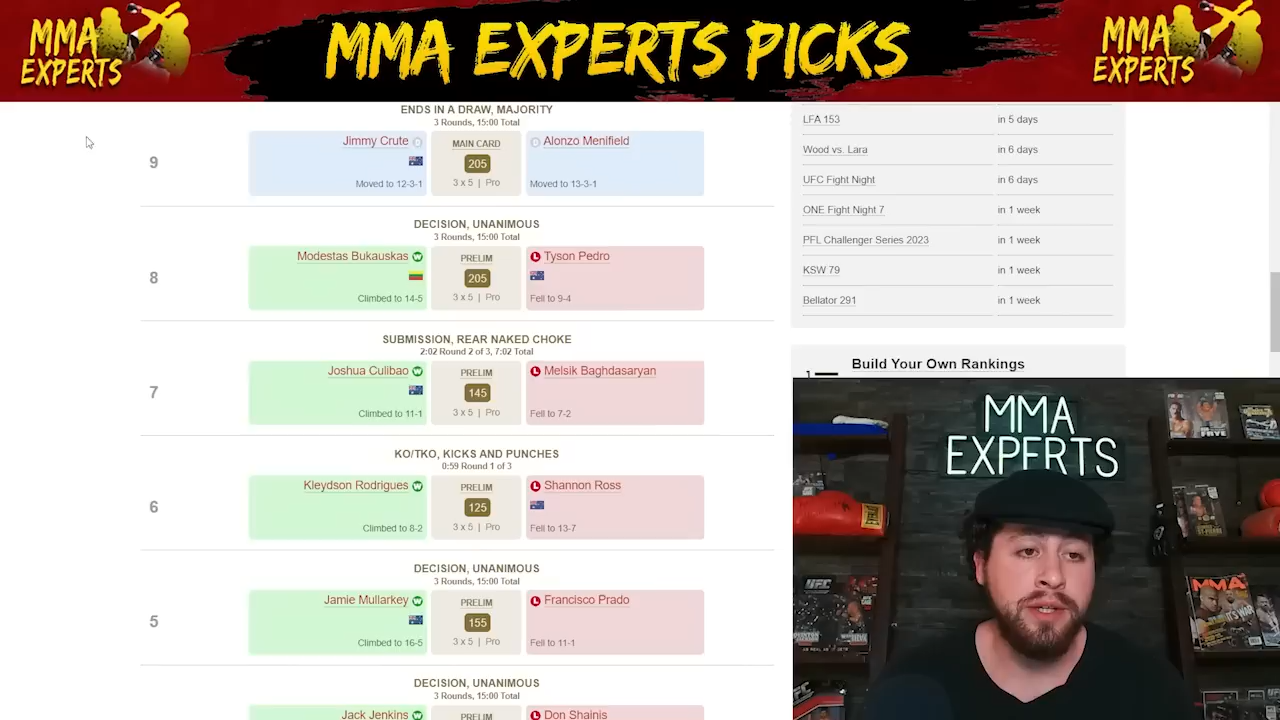 MMA
EXPERTS
MMA EXPERTS PICKS
MMA
EXPERTS
ENDS IN A DRAW, MAJORITY
3 Rounds, 15:00 Total
9
Jimmy Crute D
Moved to 12-3-1
MAIN CARD
205
3 x 5 | Pro
D Alonzo Menifield
Moved to 13-3-1
DECISION, UNANIMOUS
3 Rounds, 15:00 Total
8
Modestas Bukauskas W
Climbed to 14-5
PRELIM
205
3 x 5 | Pro
L Tyson Pedro
Fell to 9-4
SUBMISSION, REAR NAKED CHOKE
2:02 Round 2 of 3, 7:02 Total
7
Joshua Culibao W
Climbed to 11-1
PRELIM
145
3 x 5 | Pro
L Melsik Baghdasaryan
Fell to 7-2
KO/TKO, KICKS AND PUNCHES
0:59 Round 1 of 3
6
Kleydson Rodrigues W
Climbed to 8-2
PRELIM
125
3 x 5 | Pro
L Shannon Ross
Fell to 13-7
DECISION, UNANIMOUS
3 Rounds, 15:00 Total
5
Jamie Mullarkey W
Climbed to 16-5
PRELIM
155
3 x 5 | Pro
L Francisco Prado
Fell to 11-1
DECISION, UNANIMOUS
3 Rounds, 15:00 Total
Jack Jenkins W
PRELIM
L Don Shainis
LFA 153 in 5 days
Wood vs. Lara in 6 days
UFC Fight Night in 6 days
ONE Fight Night 7 in 1 week
PFL Challenger Series 2023 in 1 week
KSW 79 in 1 week
Bellator 291 in 1 week
1
Build Your Own Rankings
MMA
EXPERTS
FRYE
UFC
MMA
IT'S WAR
UFC